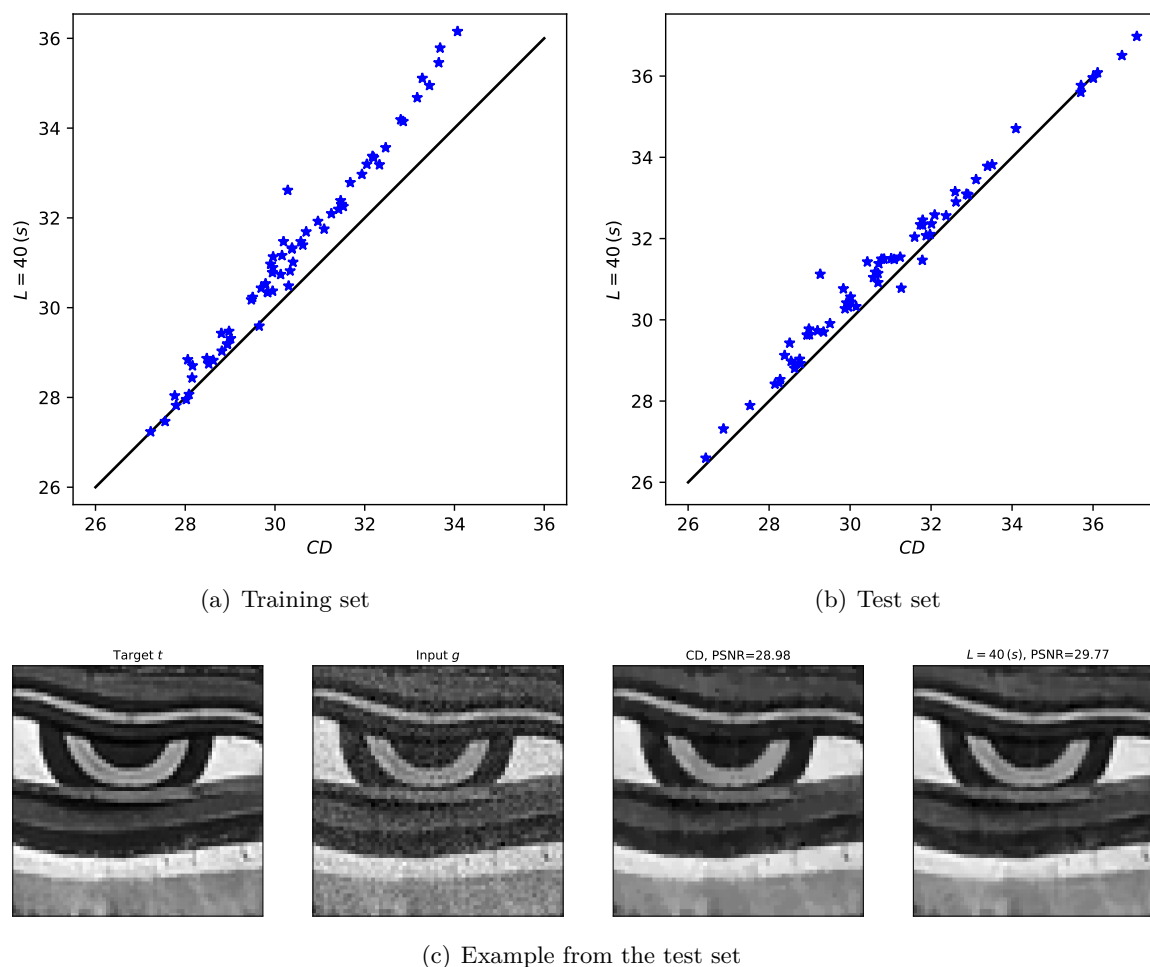 36
34
32
30
28
26
L = 40 (s)
26 28 30 32 34 36
CD
(a) Training set
36
34
32
30
28
26
L = 40 (s)
26 28 30 32 34 36
CD
(b) Test set
Target t
Input g
CD, PSNR=28.98
L = 40 (s), PSNR=29.77
(c) Example from the test set